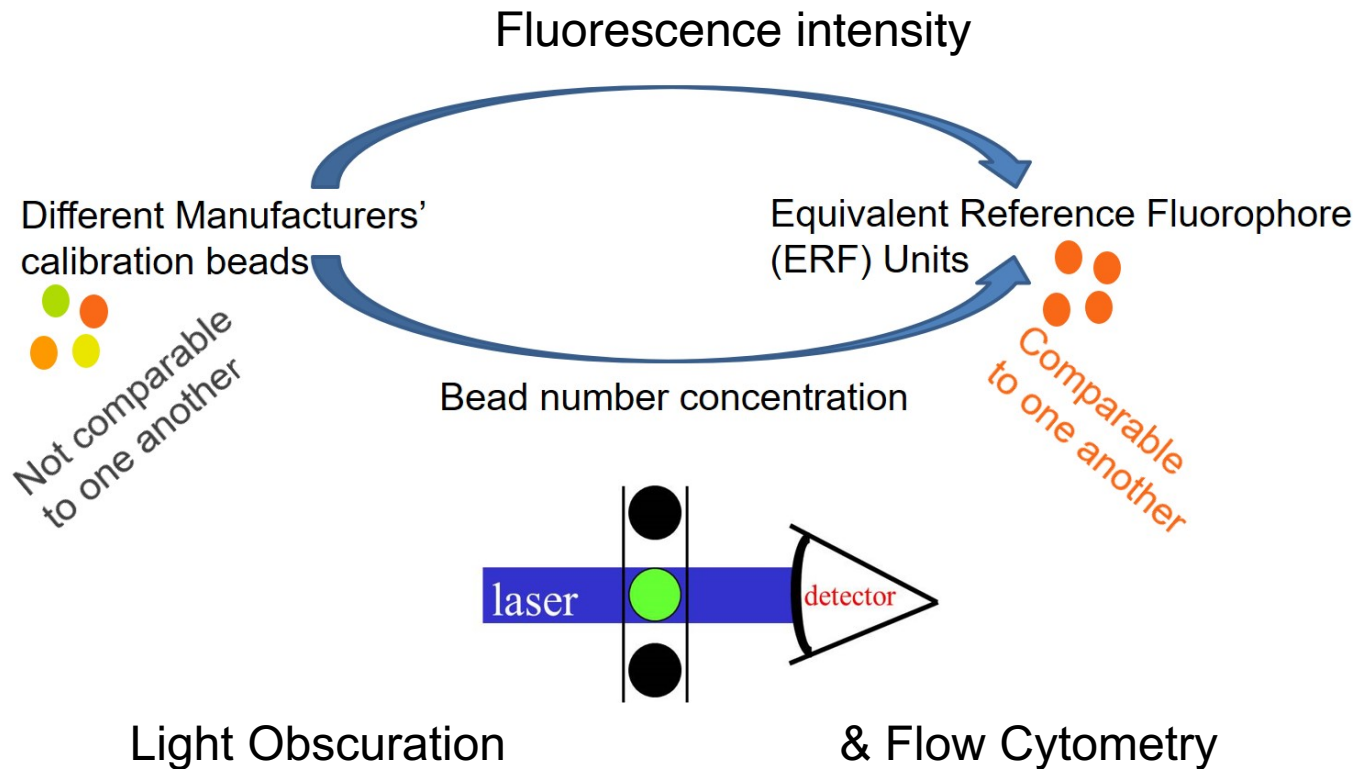 Fluorescence intensity
Different Manufacturers’
calibration beads
Equivalent Reference Fluorophore
(ERF) Units
Not comparable
to one another
Comparable
to one another
Bead number concentration
laser
detector
Light Obscuration
& Flow Cytometry